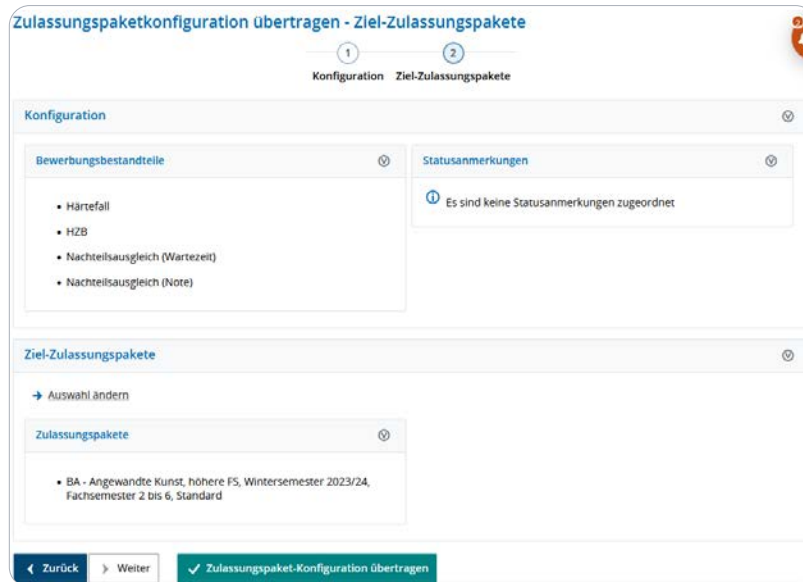 Zulassungspaketkonfiguration übertragen - Ziel-Zulassungspakete
1 2
Konfiguration Ziel-Zulassungspakete
Konfiguration
Bewerbungsbestandteile
Statusanmerkungen
• Härtefall
• HZB
• Nachteilsausgleich (Wartezeit)
• Nachteilsausgleich (Note)
Es sind keine Statusanmerkungen zugeordnet
Ziel-Zulassungspakete
Auswahl ändern
Zulassungspakete
• BA - Angewandte Kunst, höhere FS, Wintersemester 2023/24,
Fachsemester 2 bis 6, Standard
Zurück Weiter Zulassungspaket-Konfiguration übertragen